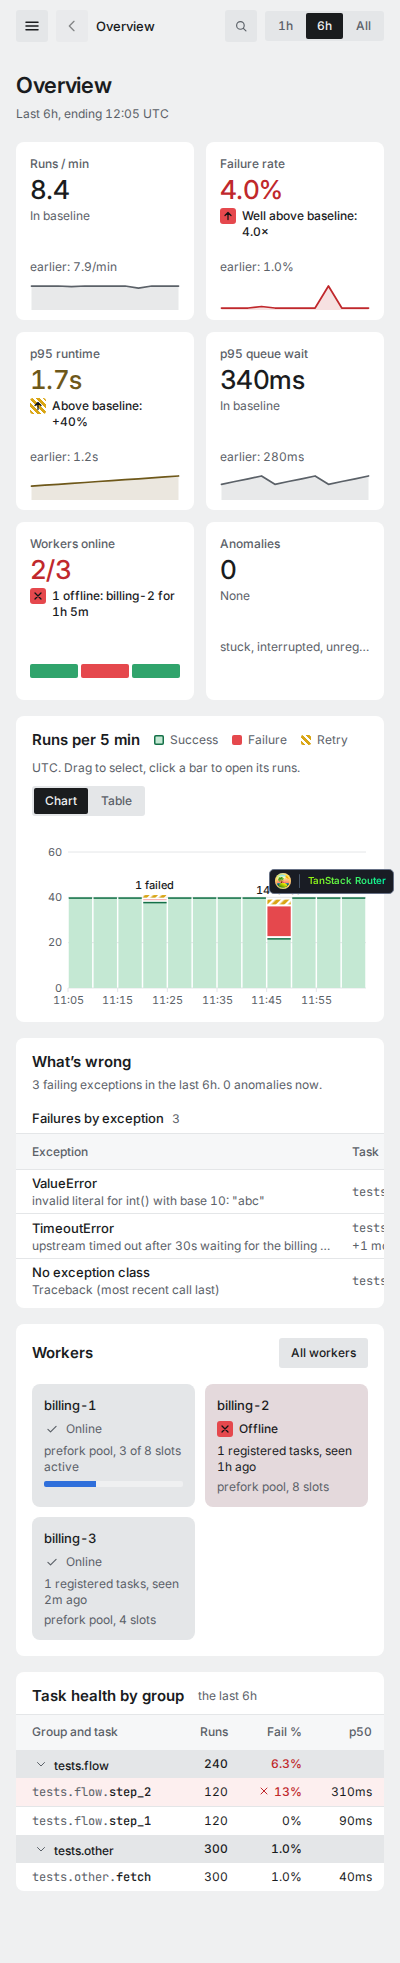 Overview
1h
6h
All
Overview
Last 6h, ending 12:05 UTC
Runs / min
8.4
In baseline
earlier: 7.9/min
Failure rate
4.0%
Well above baseline:
4.0×
earlier: 1.0%
p95 runtime
1.7s
Above baseline:
+40%
earlier: 1.2s
p95 queue wait
340ms
In baseline
earlier: 280ms
Workers online
2/3
1 offline: billing-2 for
1h 5m
Anomalies
0
None
stuck, interrupted, unreg...
Runs per 5 min
Success
Failure
Retry
UTC. Drag to select, click a bar to open its runs.
Chart
Table
60
40
20
0
1 failed
14
TanStack Router
11:05
11:15
11:25
11:35
11:45
11:55
What's wrong
3 failing exceptions in the last 6h. 0 anomalies now.
Failures by exception 3
Exception Task
ValueError
invalid literal for int() with base 10: "abc"
tests
TimeoutError
upstream timed out after 30s waiting for the billing ...
tests
+1
No exception class
Traceback (most recent call last)
tests
Workers
All workers
billing-1
Online
prefork pool, 3 of 8 slots
active
billing-2
Offline
1 registered tasks, seen
1h ago
prefork pool, 8 slots
billing-3
Online
1 registered tasks, seen
2m ago
prefork pool, 4 slots
Task health by group the last 6h
Group and task Runs Fail % p50
tests.flow 240 6.3%
tests.flow.step_2 120 13% 310ms
tests.flow.step_1 120 0% 90ms
tests.other 300 1.0%
tests.other.fetch 300 1.0% 40ms